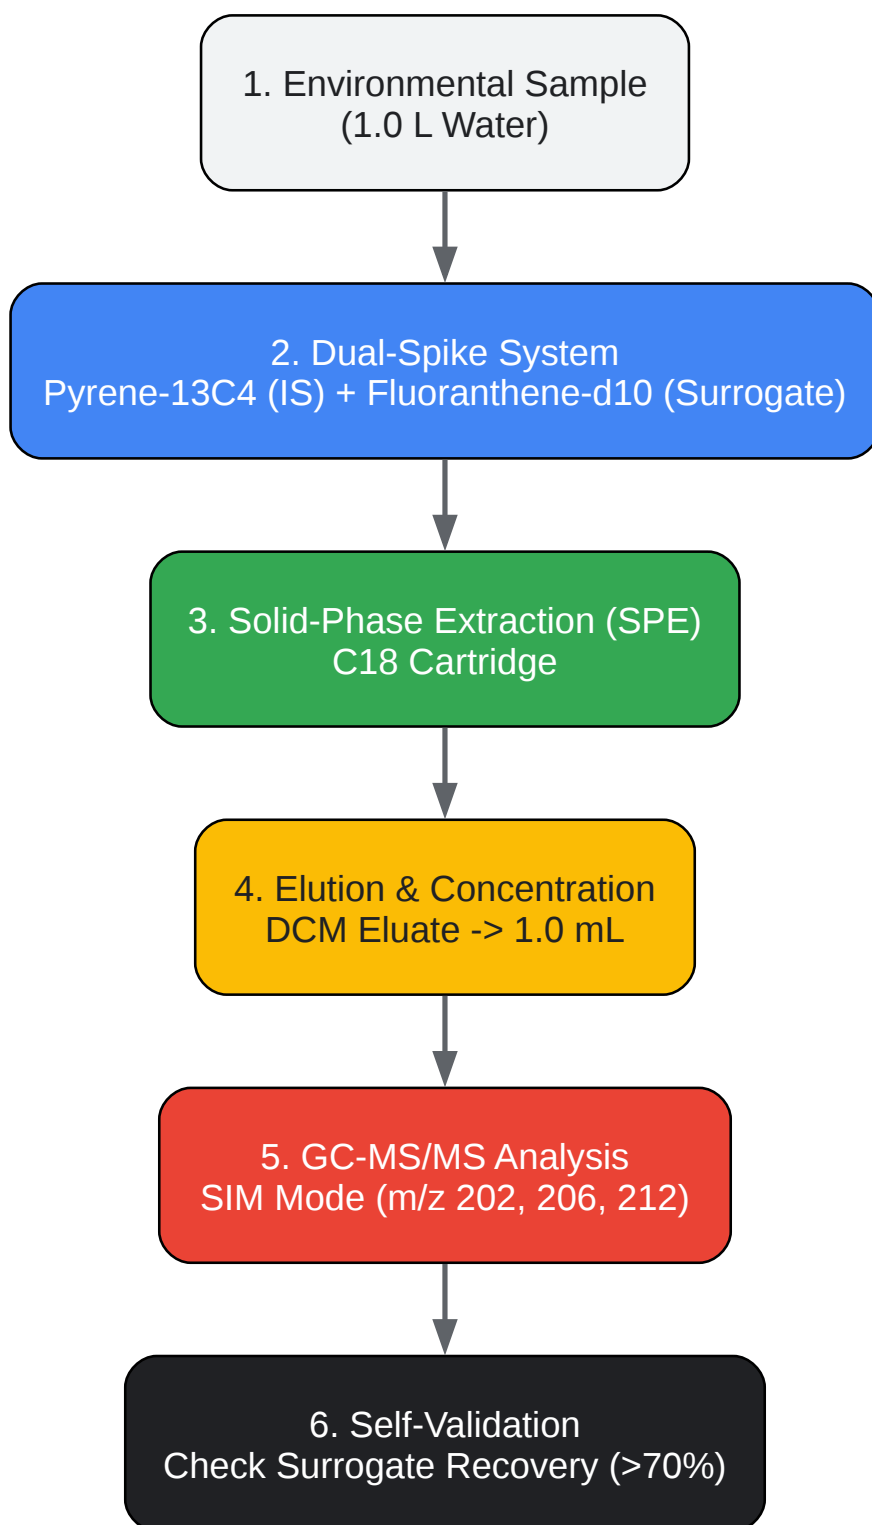 1. Environmental Sample
(1.0 L Water)
2. Dual-Spike System
Pyrene-13C4 (IS) + Fluoranthene-d10 (Surrogate)
3. Solid-Phase Extraction (SPE)
C18 Cartridge
4. Elution & Concentration
DCM Eluate -> 1.0 mL
5. GC-MS/MS Analysis
SIM Mode (m/z 202, 206, 212)
6. Self-Validation
Check Surrogate Recovery (>70%)